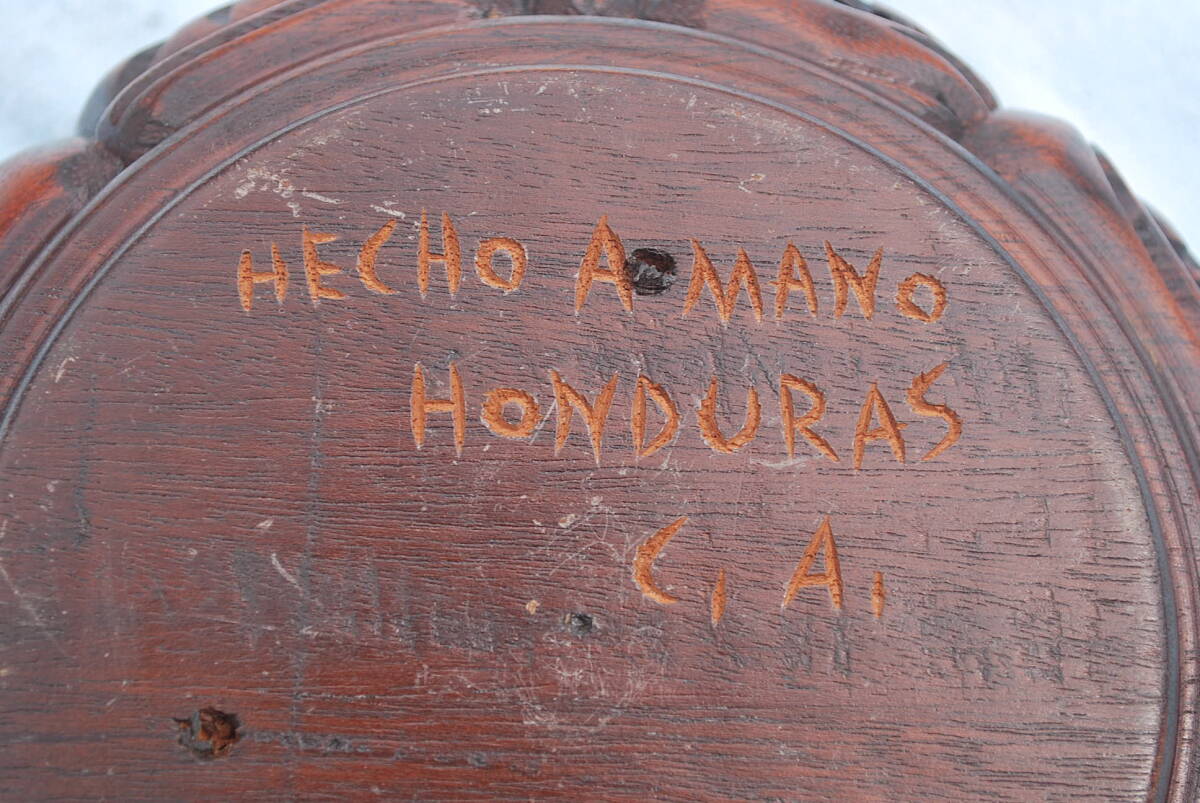 HECHO A MANO
HONDURAS
C, A,